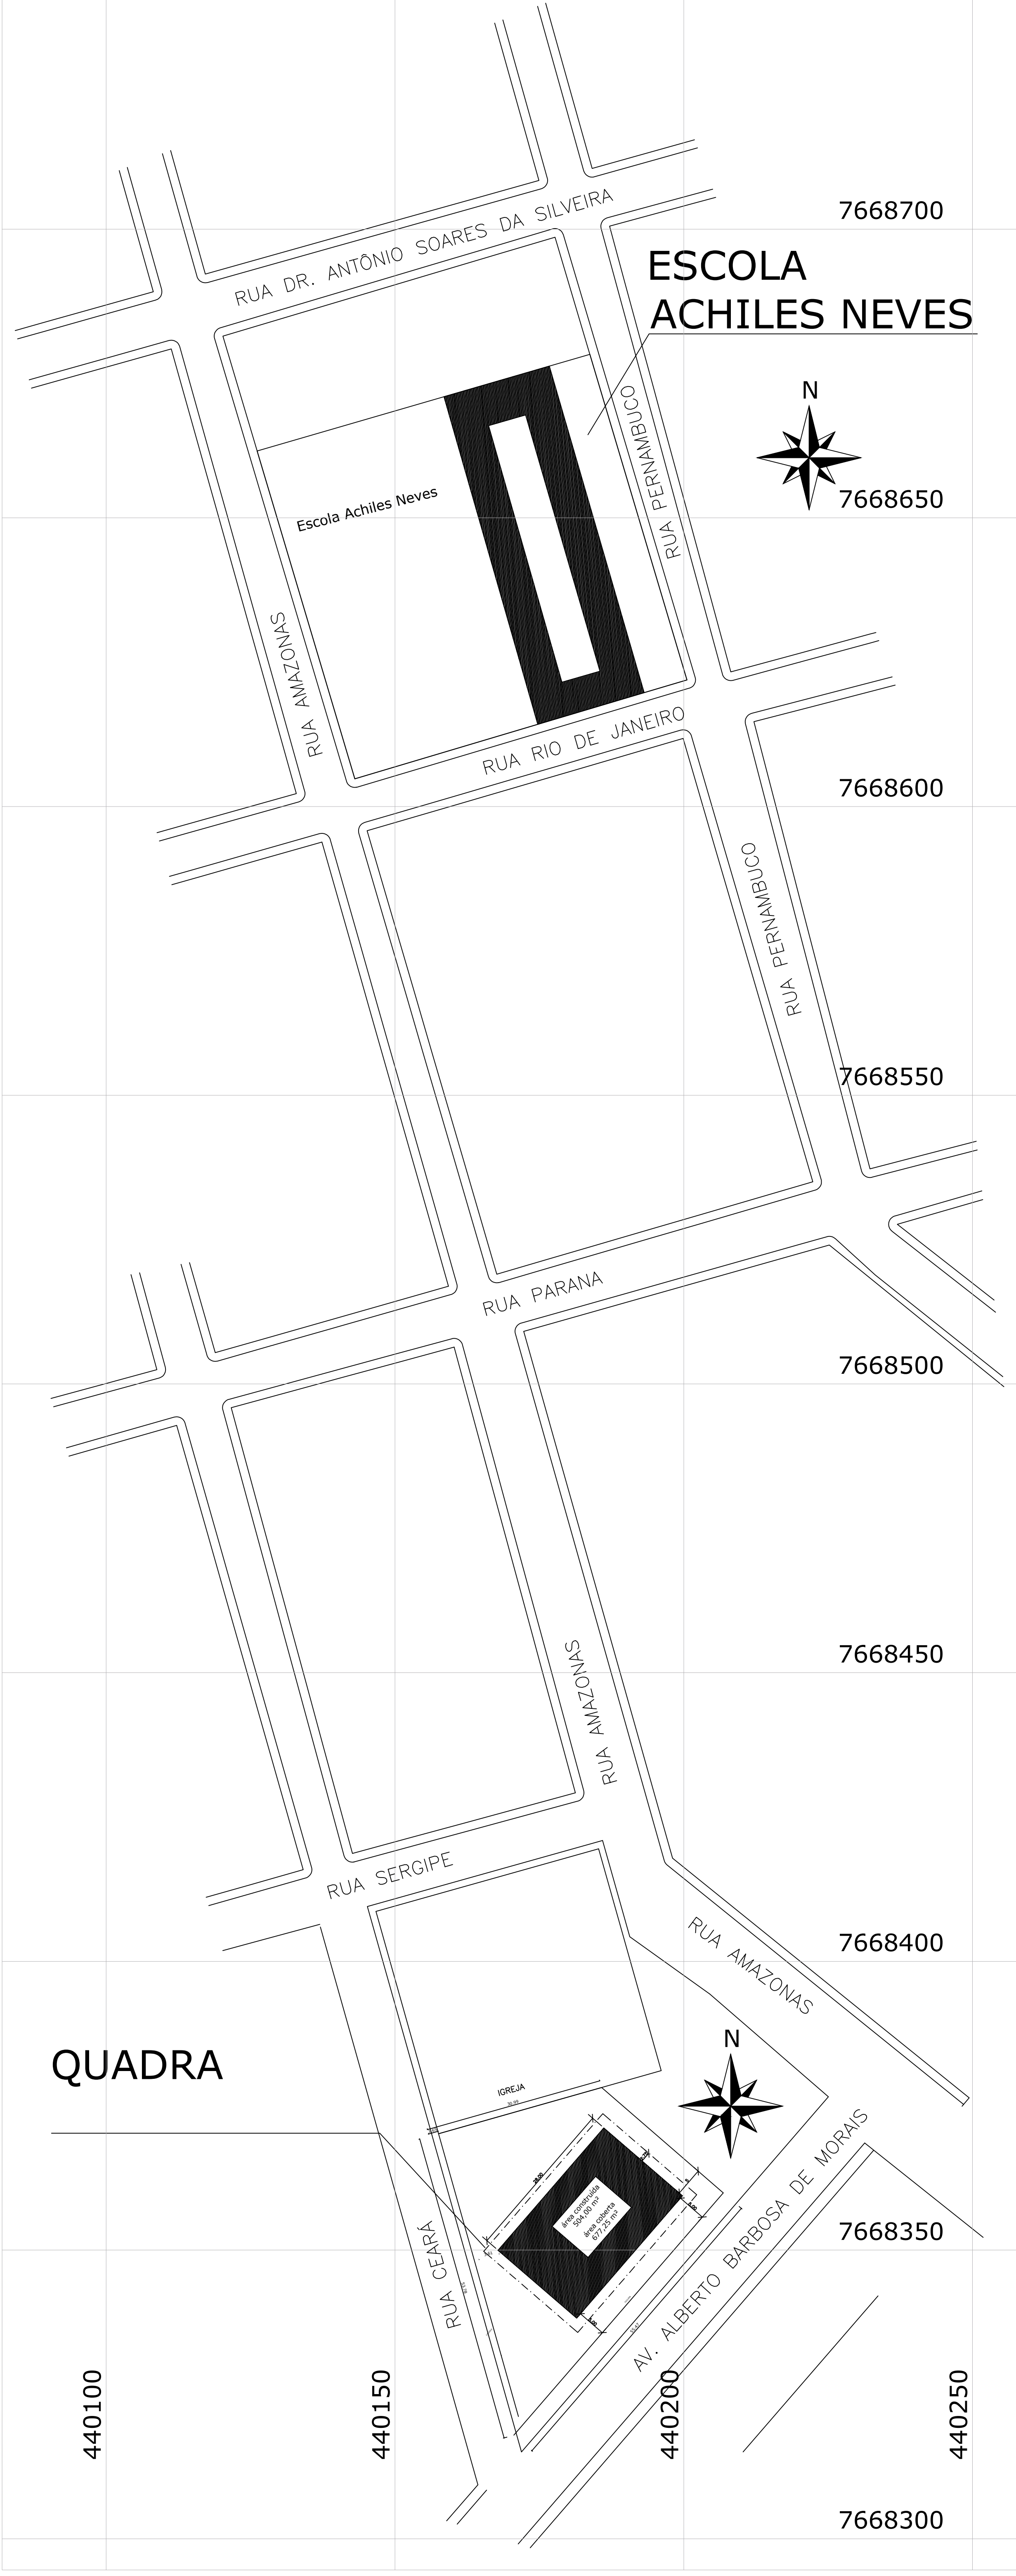 RUA DR. ANTÔNIO SOARES DA SILVEIRA
7668700
ESCOLA
ACHILES NEVES
N
RUA PERNAMBUCO
7668650
Escola Achiles Neves
RUA AMAZONAS
RUA RIO DE JANEIRO
7668600
RUA PERNAMBUCO
7668550
RUA PARANA
7668500
7668450
RUA AMAZONAS
RUA SERGIPE
RUA AMAZONAS
7668400
N
QUADRA
IGREJA
área construída
504,00 m²
área coberta
677,25 m²
RUA CEARÁ
AV. ALBERTO BARBOSA DE MORAIS
7668350
440100
440150
440200
440250
7668300